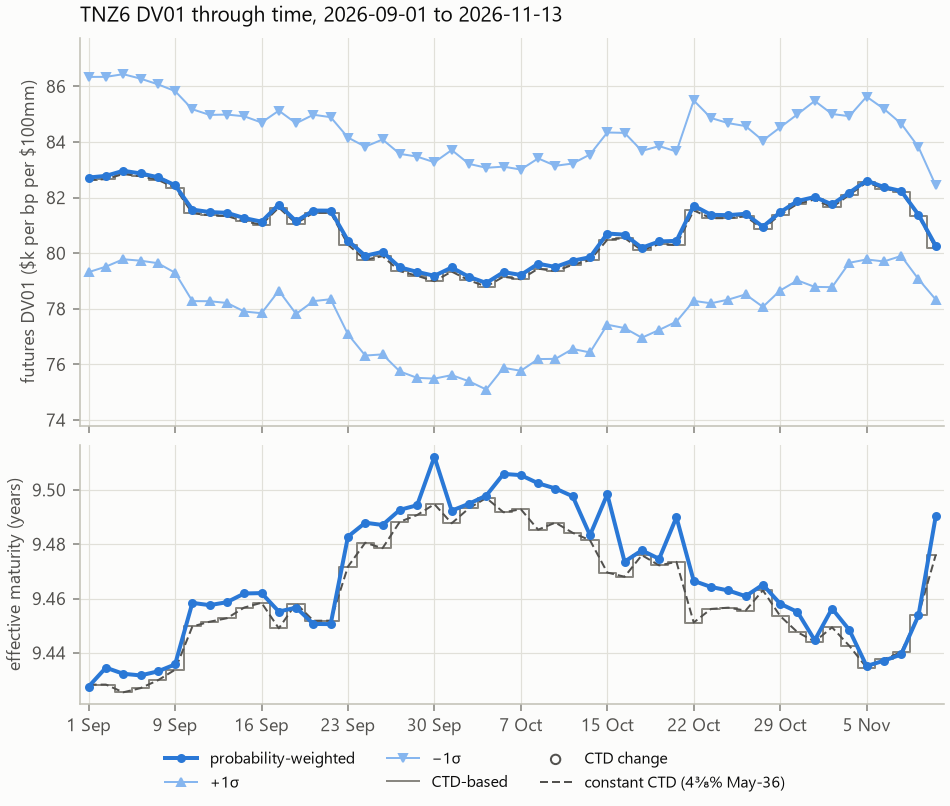 TNZ6 DV01 through time, 2026-09-01 to 2026-11-13
futures DV01 ($k per bp per $100mm)
86
84
82
80
78
76
74
effective maturity (years)
9.50
9.48
9.46
9.44
1 Sep 9 Sep 16 Sep 23 Sep 30 Sep 7 Oct 15 Oct 22 Oct 29 Oct 5 Nov
probability-weighted −1σ CTD change
+1σ CTD-based constant CTD (4⅜% May-36)